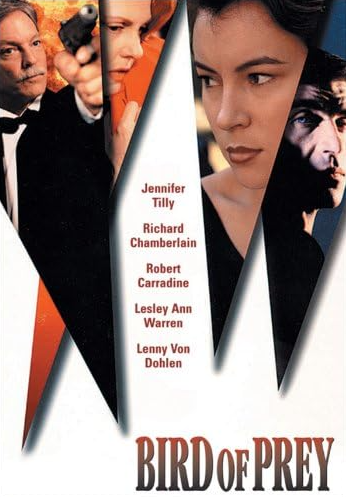 Jennifer
Tilly
Richard
Chamberlain
Robert
Carradine
Lesley Ann
Warren
Lenny Von
Dohlen
BIRD OF PREY